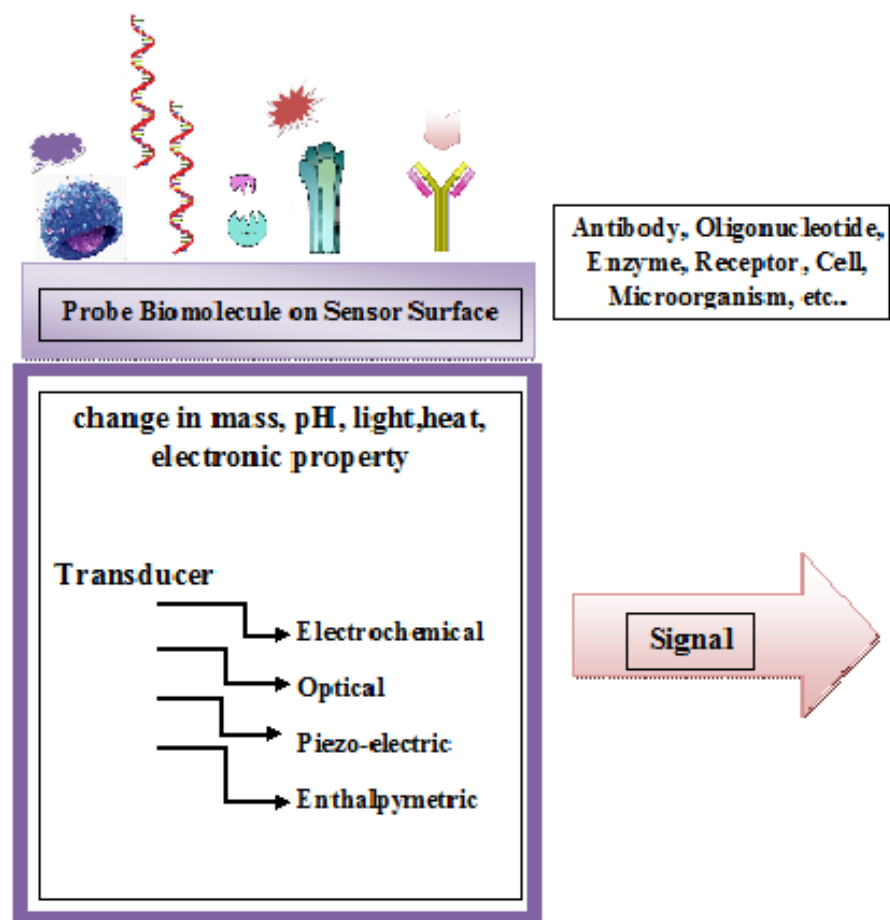 Antibody, Oligonucleotide,
Enzyme, Receptor, Cell,
Microorganism, etc..
Probe Biomolecule on Sensor Surface
change in mass, pH, light,heat,
electronic property
Transducer
Electrochemical
Optical
Piezo-electric
Enthalpymetric
Signal